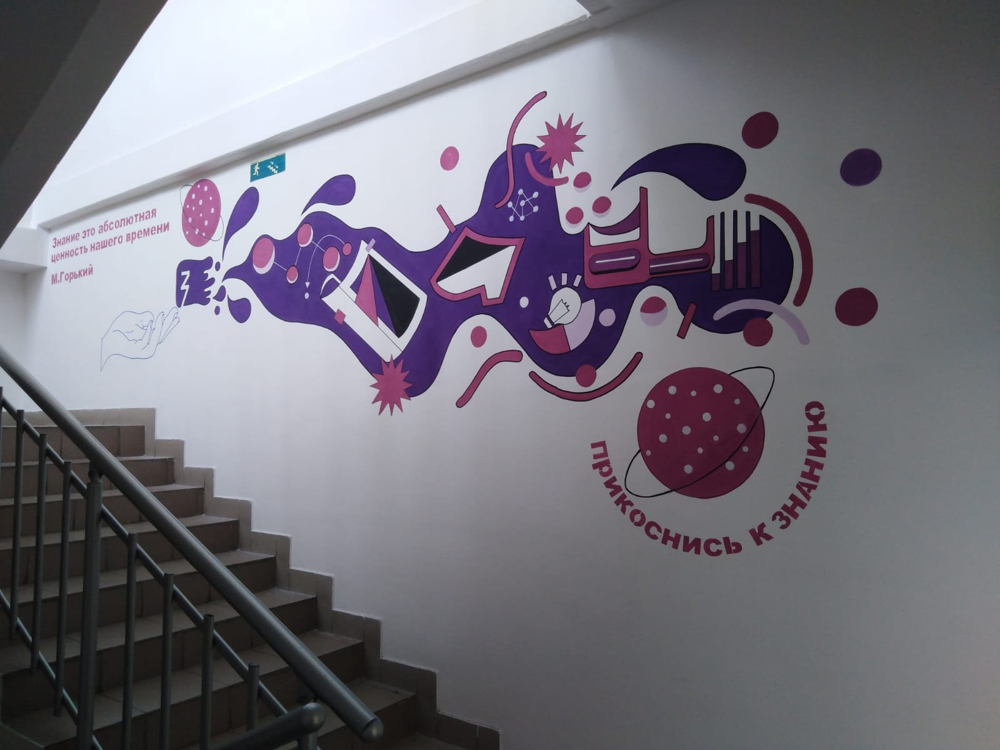 Знание это абсолютная
ценность нашего времени
М.Горький
ПРИКОСНИСЬ К ЗНАНИЮ